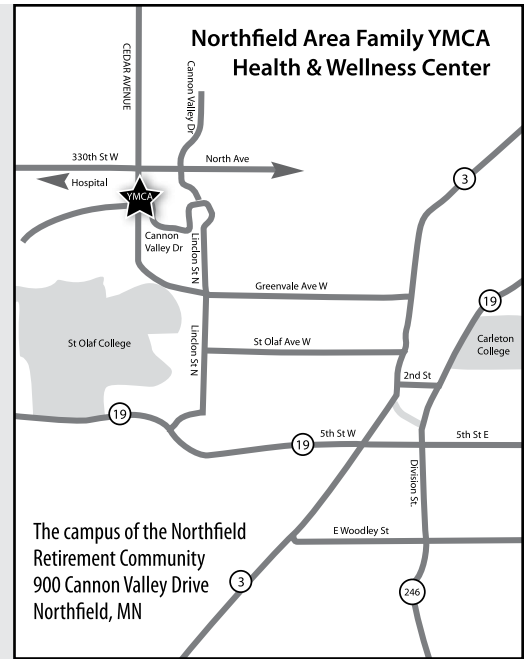 Northfield Area Family YMCA
Health & Wellness Center
CEDAR AVENUE
Cannon Valley Dr
330th St W
North Ave
Hospital
YMCA
3
Cannon
Valley Dr
Linclon St N
Greenvale Ave W
19
St Olaf College
Linclon St N
St Olaf Ave W
Carleton
College
2nd St
19
19
5th St W
5th St E
Division St.
The campus of the Northfield
Retirement Community
900 Cannon Valley Drive
Northfield, MN
E Woodley St
3
246